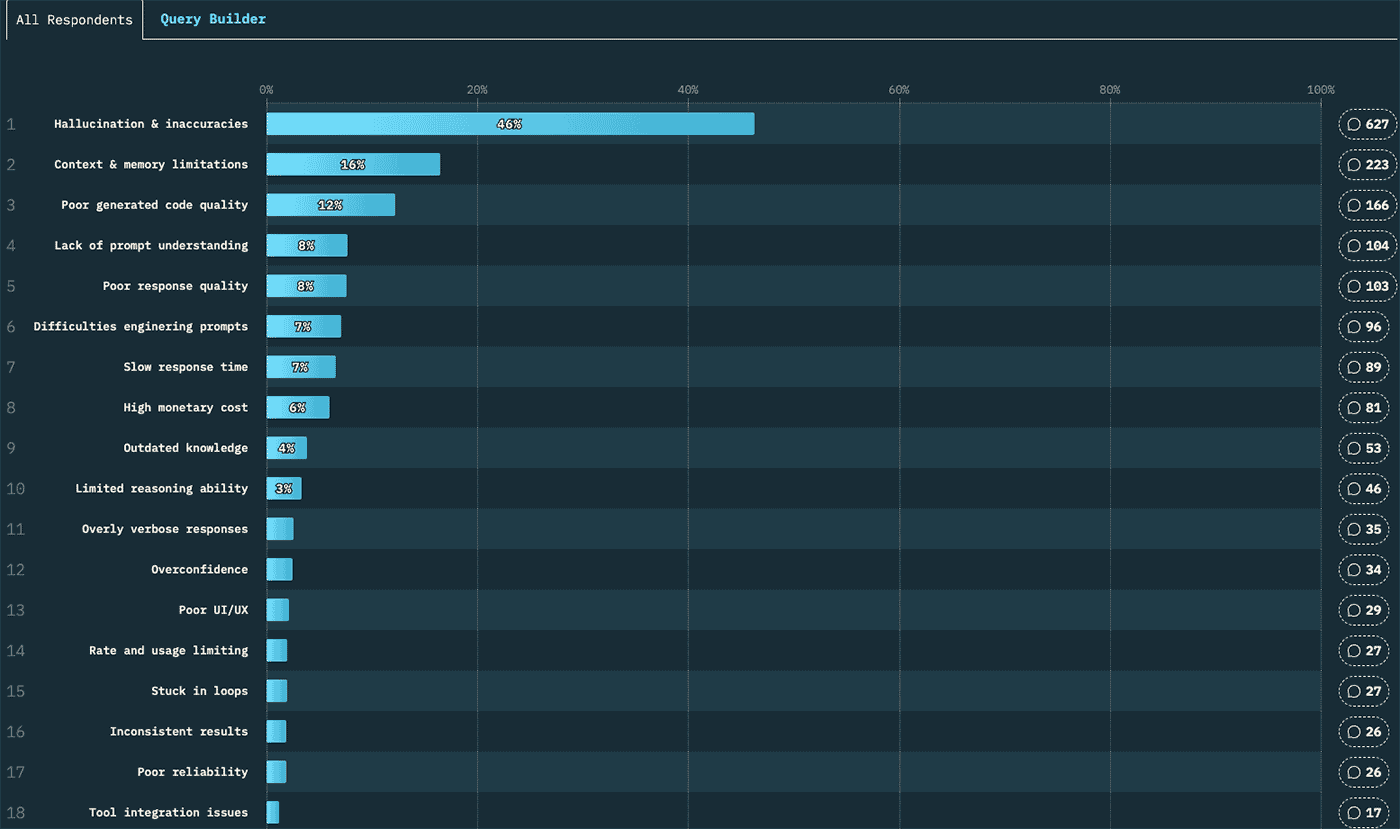 All Respondents Query Builder
0% 20% 40% 60% 80% 100%
1 Hallucination & inaccuracies 46% 627
2 Context & memory limitations 16% 223
3 Poor generated code quality 12% 166
4 Lack of prompt understanding 8% 104
5 Poor response quality 8% 103
6 Difficulties enginering prompts 7% 96
7 Slow response time 7% 89
8 High monetary cost 6% 81
9 Outdated knowledge 4% 53
10 Limited reasoning ability 3% 46
11 Overly verbose responses 35
12 Overconfidence 34
13 Poor UI/UX 29
14 Rate and usage limiting 27
15 Stuck in loops 27
16 Inconsistent results 26
17 Poor reliability 26
18 Tool integration issues 17